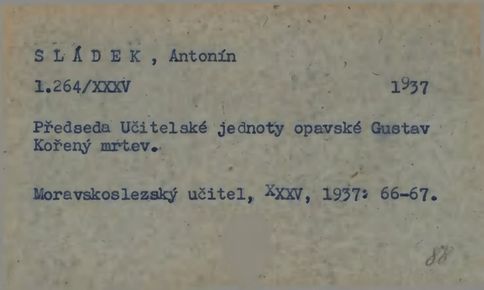 S L Á D E K , Antonín
1.264/XXXV 1937
Předseda Učitelské jednoty opavské Gustav
Kořený mrtev.
Moravskoslezský učitel, XXXV, 1937: 66-67.
88